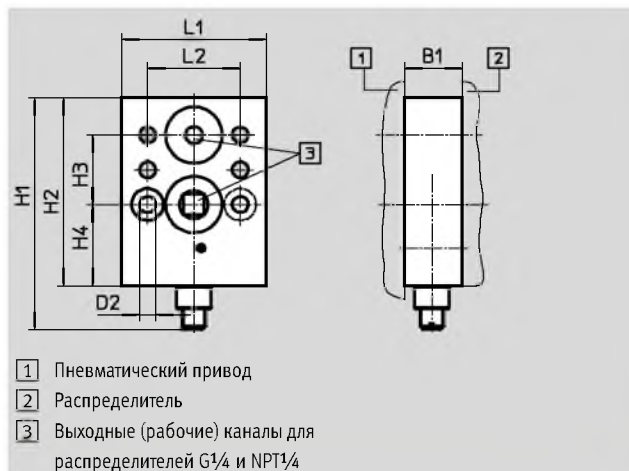 L1
L2
B1
1
2
3
H1
H2
H3
H4
D2
1 Пневматический привод
2 Распределитель
3 Выходные (рабочие) каналы для
распределителей G1/4 и NPT1/4